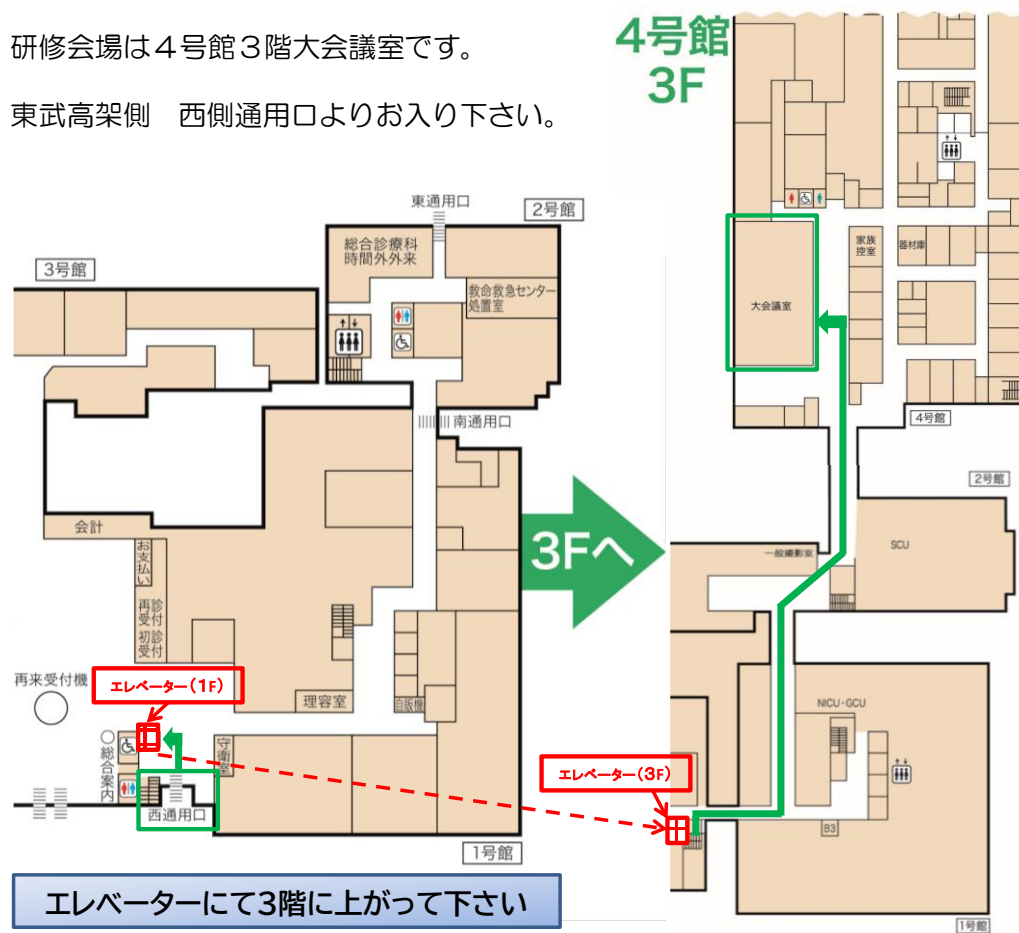 研修会場は４号館３階大会議室です。
東武高架側　西側通用口よりお入り下さい。
4号館
3F
東通用口
2号館
総合診療科
時間外外来
救命救急センター
処置室
3号館
南通用口
会計
お支払い
再診受付
初診受付
再来受付機
エレベーター（1F）
理容室
自販機
総合案内
守衛室
西通用口
1号館
エレベーターにて3階に上がって下さい
3Fへ
家族
控室
器材庫
大会議室
4号館
2号館
一般撮影室
SCU
NICU・GCU
エレベーター（3F）
B3
1号館